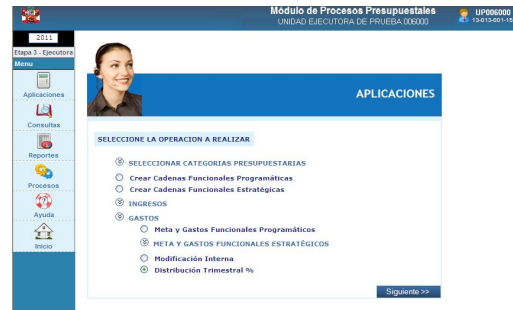 Módulo de Procesos Presupuestales
UNIDAD EJECUTORA DE PRUEBA 006000
UP006000
13-013-001-15
2011
Etapa 3 - Ejecutora
Menu
Aplicaciones
Consultas
Reportes
Procesos
Ayuda
Inicio
APLICACIONES
SELECCIONE LA OPERACION A REALIZAR
SELECCIONAR CATEGORIAS PRESUPUESTARIAS
Crear Cadenas Funcionales Programáticas
Crear Cadenas Funcionales Estratégicas
INGRESOS
GASTOS
Meta y Gastos Funcionales Programáticos
META Y GASTOS FUNCIONALES ESTRATÉGICOS
Modificación Interna
Distribución Trimestral %
Siguiente >>